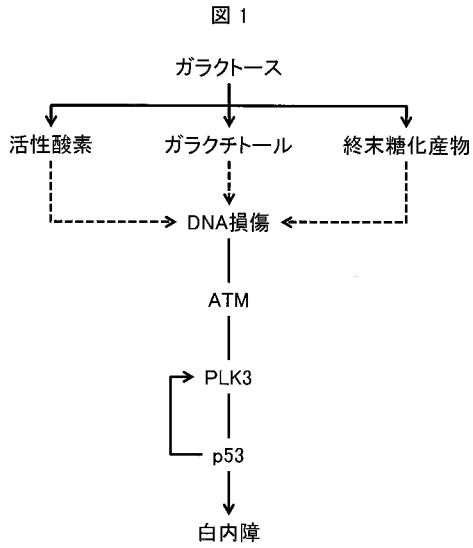 図 1
ガラクトース
活性酸素 ガラクチトール 終末糖化産物
DNA損傷
ATM
PLK3
p53
白内障